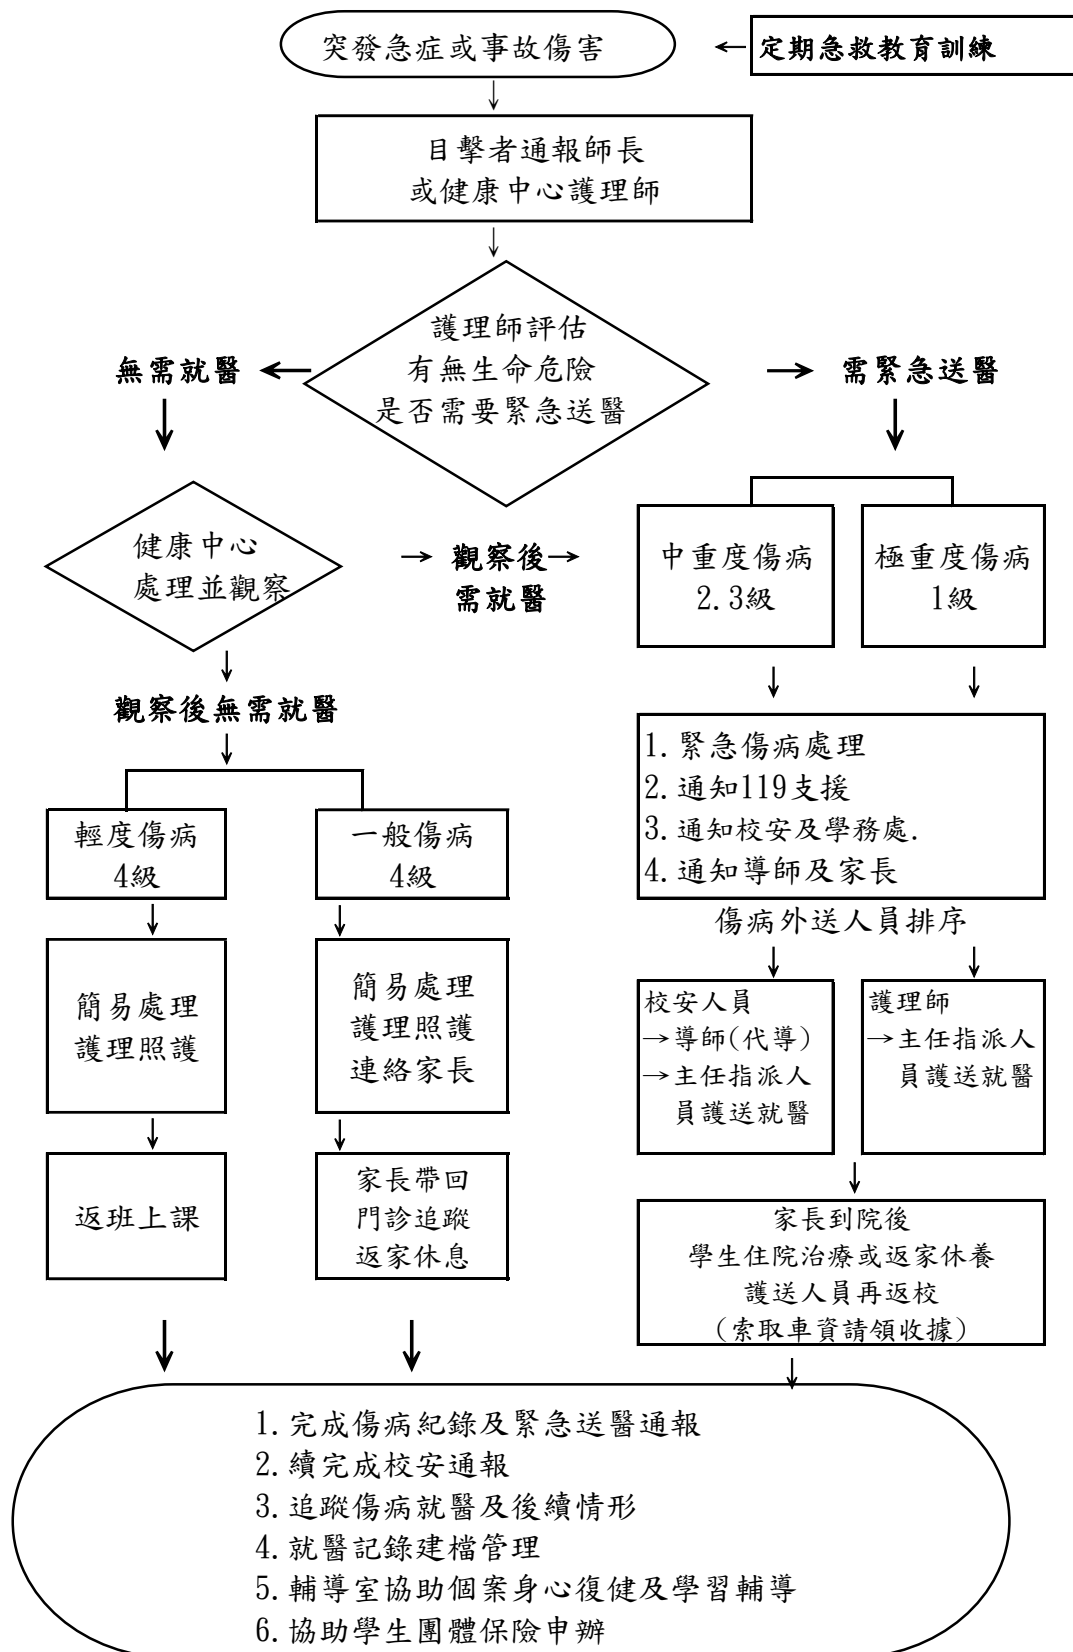 突發急症或事故傷害
← 定期急救教育訓練
目擊者通報師長
或健康中心護理師
護理師評估
有無生命危險
是否需要緊急送醫
無需就醫
需緊急送醫
健康中心
處理並觀察
→ 觀察後→
需就醫
中重度傷病
2.3級
極重度傷病
1級
觀察後無需就醫
輕度傷病
4級
一般傷病
4級
1.緊急傷病處理
2.通知119支援
3.通知校安及學務處.
4.通知導師及家長
傷病外送人員排序
簡易處理
護理照護
簡易處理
護理照護
連絡家長
校安人員
→導師(代導)
→主任指派人
員護送就醫
護理師
→主任指派人
員護送就醫
返班上課
家長帶回
門診追蹤
返家休息
家長到院後
學生住院治療或返家休養
護送人員再返校
(索取車資請領收據)
1.完成傷病紀錄及緊急送醫通報
2.續完成校安通報
3.追蹤傷病就醫及後續情形
4.就醫記錄建檔管理
5.輔導室協助個案身心復健及學習輔導
6.協助學生團體保險申辦